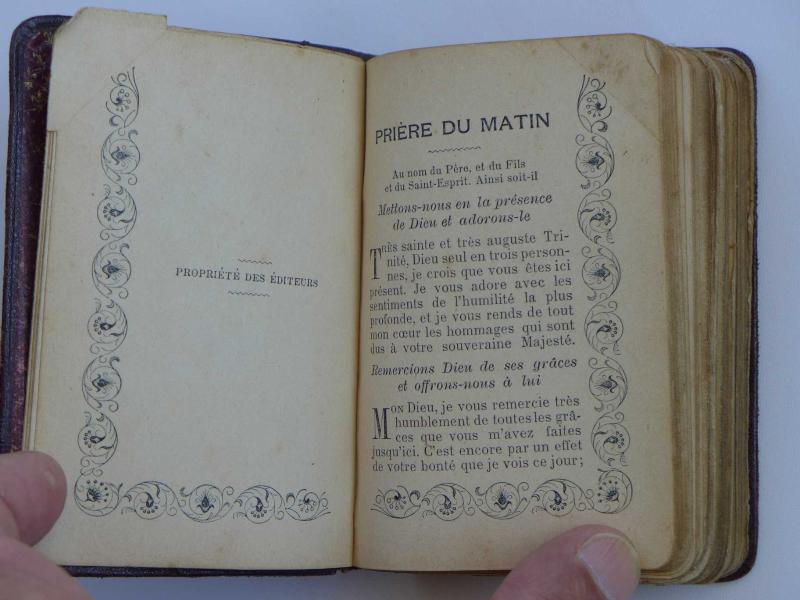 PROPRIÉTÉ DES ÉDITEURS
PRIÈRE DU MATIN
Au nom du Père, et du Fils
et du Saint-Esprit. Ainsi soit-il
Mettons-nous en la présence
de Dieu et adorons-le
TRÈS sainte et très auguste Tri-
nité, Dieu seul en trois person-
nes, je crois que vous êtes ici
présent. Je vous adore avec les
sentiments de l'humilité la plus
profonde, et je vous rends de tout
mon cœur les hommages qui sont
dus à votre souveraine Majesté.
Remercions Dieu de ses grâces
et offrons-nous à lui
MON Dieu, je vous remercie très
humblement de toutes les grâ-
ces que vous m'avez faites
jusqu'ici. C'est encore par un effet
de votre bonté que je vois ce jour;